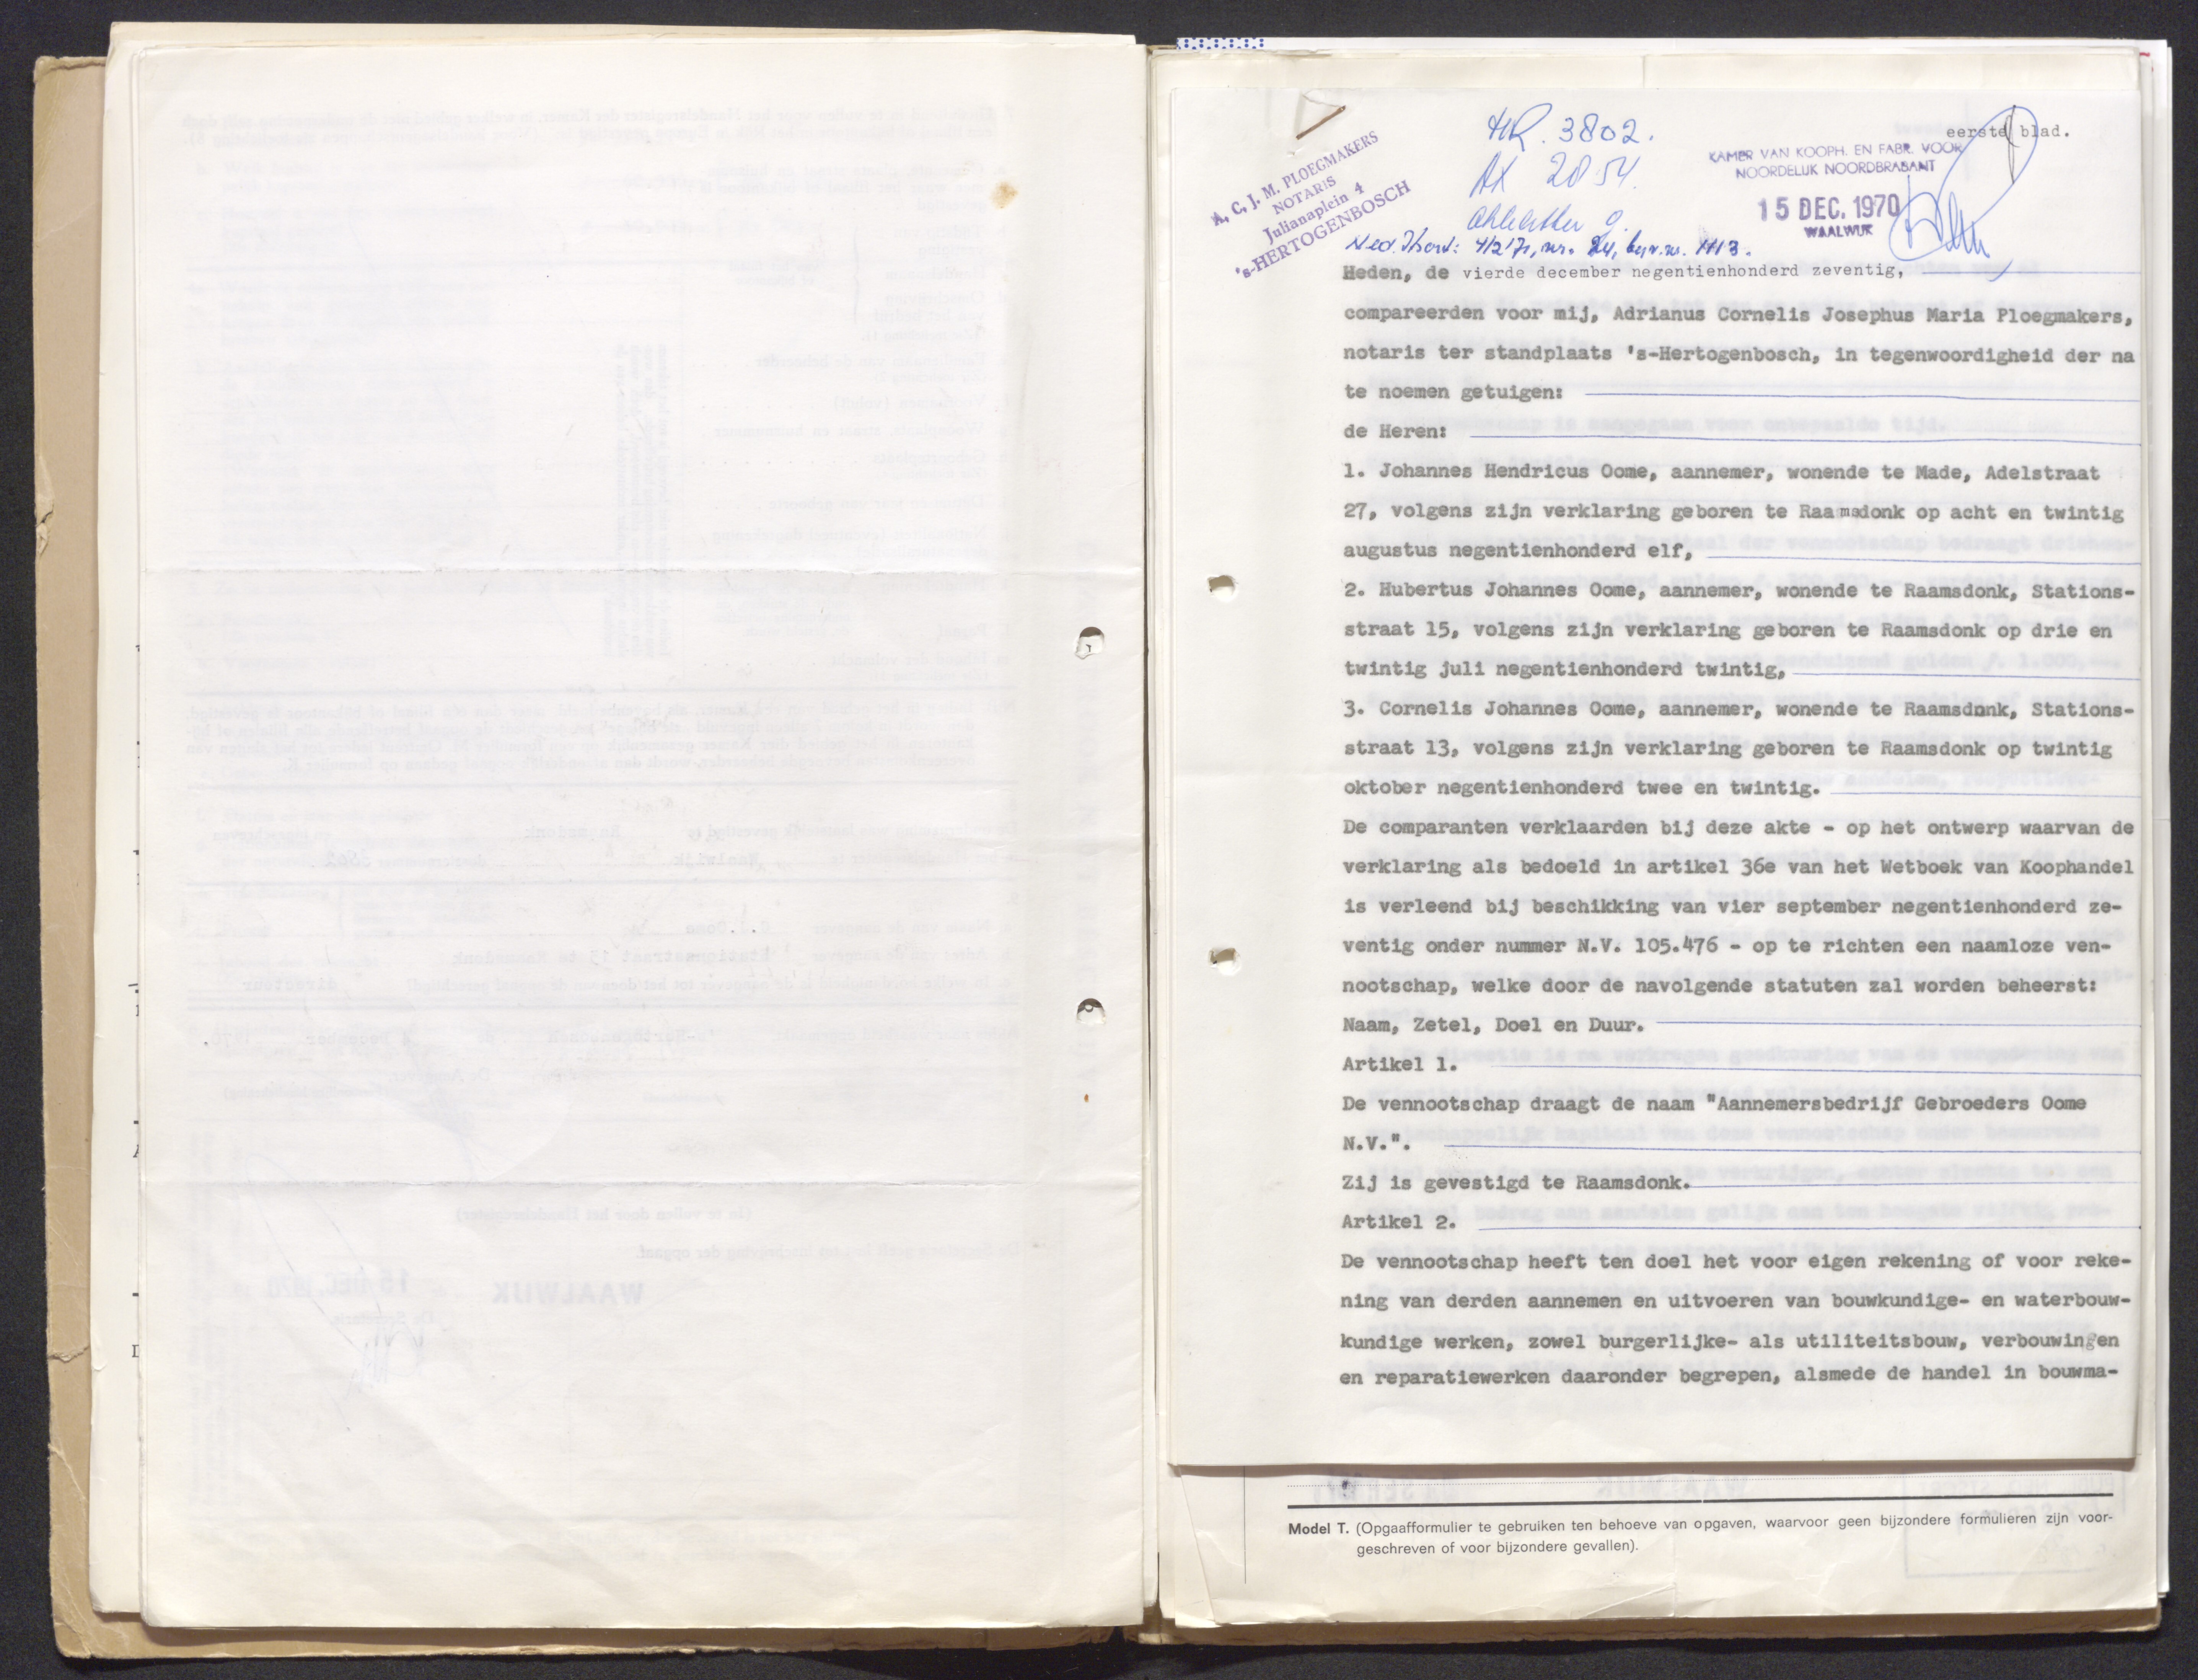 A. C. J. M. PLOEGMAKERS
NOTARIS
Julianaplein 4
's-HERTOGENBOSCH
HR. 3802.
2854.
eerste blad.
KAMER VAN KOOPH. EN FABR. VOOR
NOORDELIJK NOORDBRABANT
15 DEC. 1970
WAALWIJK
Heden, de vierde december negentienhonderd zeventig,
compareerden voor mij, Adrianus Cornelis Josephus Maria Ploegmakers,
notaris ter standplaats 's-Hertogenbosch, in tegenwoordigheid der na
te noemen getuigen:
de Heren:
1. Johannes Hendricus Oome, aannemer, wonende te Made, Adelstraat
27, volgens zijn verklaring geboren te Raamsdonk op acht en twintig
augustus negentienhonderd elf,
2. Hubertus Johannes Oome, aannemer, wonende te Raamsdonk, Stations-
straat 15, volgens zijn verklaring geboren te Raamsdonk op drie en
twintig juli negentienhonderd twintig,
3. Cornelis Johannes Oome, aannemer, wonende te Raamsdonk, Stations-
straat 13, volgens zijn verklaring geboren te Raamsdonk op twintig
oktober negentienhonderd twee en twintig.
De comparanten verklaarden bij deze akte - op het ontwerp waarvan de
verklaring als bedoeld in artikel 36e van het Wetboek van Koophandel
is verleend bij beschikking van vier september negentienhonderd ze-
ventig onder nummer N.V. 105.476 - op te richten een naamloze ven-
nootschap, welke door de navolgende statuten zal worden beheerst:
Naam, Zetel, Doel en Duur.
Artikel 1.
De vennootschap draagt de naam "Aannemersbedrijf Gebroeders Oome
N.V.".
Zij is gevestigd te Raamsdonk.
Artikel 2.
De vennootschap heeft ten doel het voor eigen rekening of voor reke-
ning van derden aannemen en uitvoeren van bouwkundige- en waterbouw-
kundige werken, zowel burgerlijke- als utiliteitsbouw, verbouwingen
en reparatiewerken daaronder begrepen, alsmede de handel in bouwma-
Model T. (Opgaafformulier te gebruiken ten behoeve van opgaven, waarvoor geen bijzondere formulieren zijn voor-
geschreven of voor bijzondere gevallen).